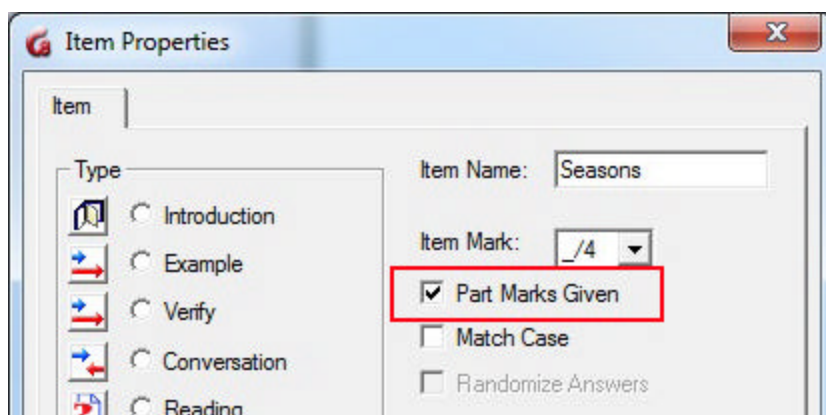 Item Properties
Item
Type
Introduction
Example
Verify
Conversation
Reading
Item Name: Seasons
Item Mark: _/4
Part Marks Given
Match Case
Randomize Answers